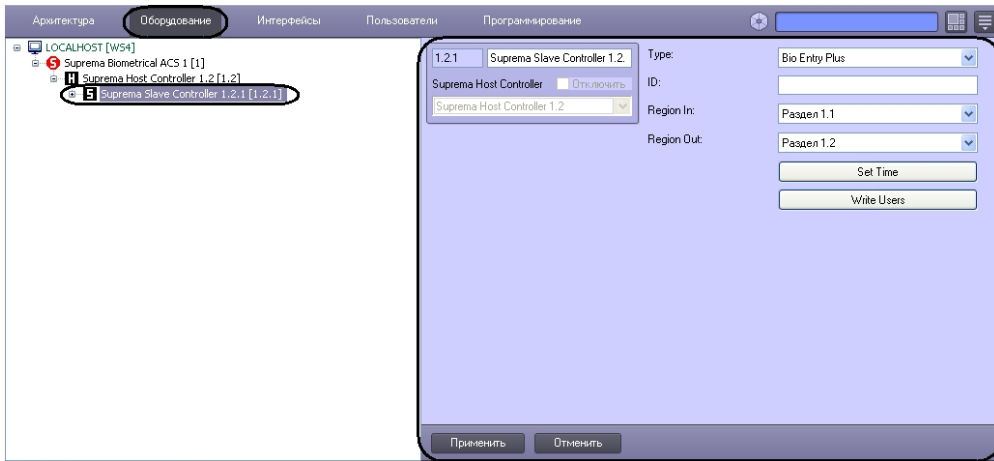 Архитектура Оборудование Интерфейсы Пользователи Программирование
LOCALHOST [WS4]
Suprema Biometrical ACS 1 [1]
Suprema Host Controller 1.2 [1.2]
Suprema Slave Controller 1.2.1 [1.2.1]
1.2.1 Suprema Slave Controller 1.2.
Suprema Host Controller Отключить
Suprema Host Controller 1.2
Type: Bio Entry Plus
ID:
Region In: Раздел 1.1
Region Out: Раздел 1.2
Set Time
Write Users
Применить Отменить